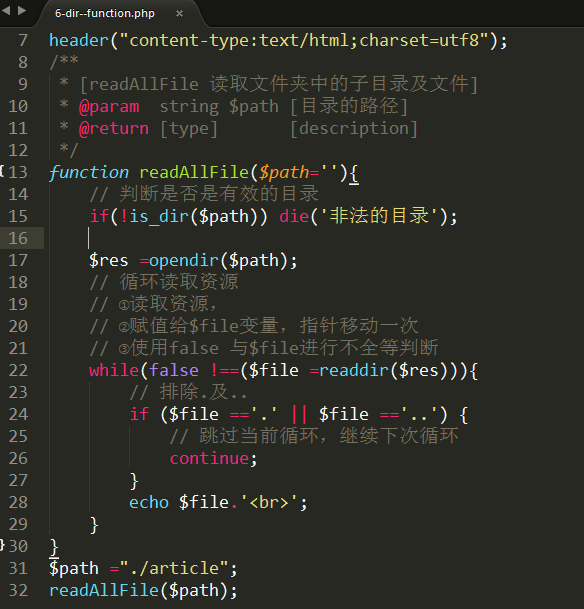 6-dir--function.php ×
7 header("content-type:text/html;charset=utf8");
8 /**
9  * [readAllFile 读取文件夹中的子目录及文件]
10  * @param  string $path [目录的路径]
11  * @return [type]       [description]
12  */
13 function readAllFile($path=''){
14     // 判断是否是有效的目录
15     if(!is_dir($path)) die('非法的目录');
16
17     $res =opendir($path);
18     // 循环读取资源
19     // ①读取资源，
20     // ②赋值给$file变量，指针移动一次
21     // ③使用false 与$file进行不全等判断
22     while(false !==($file =readdir($res))){
23         // 排除.及..
24         if ($file =='.' || $file =='..') {
25             // 跳过当前循环，继续下次循环
26             continue;
27         }
28         echo $file.'<br>';
29     }
30 }
31 $path ="./article";
32 readAllFile($path);